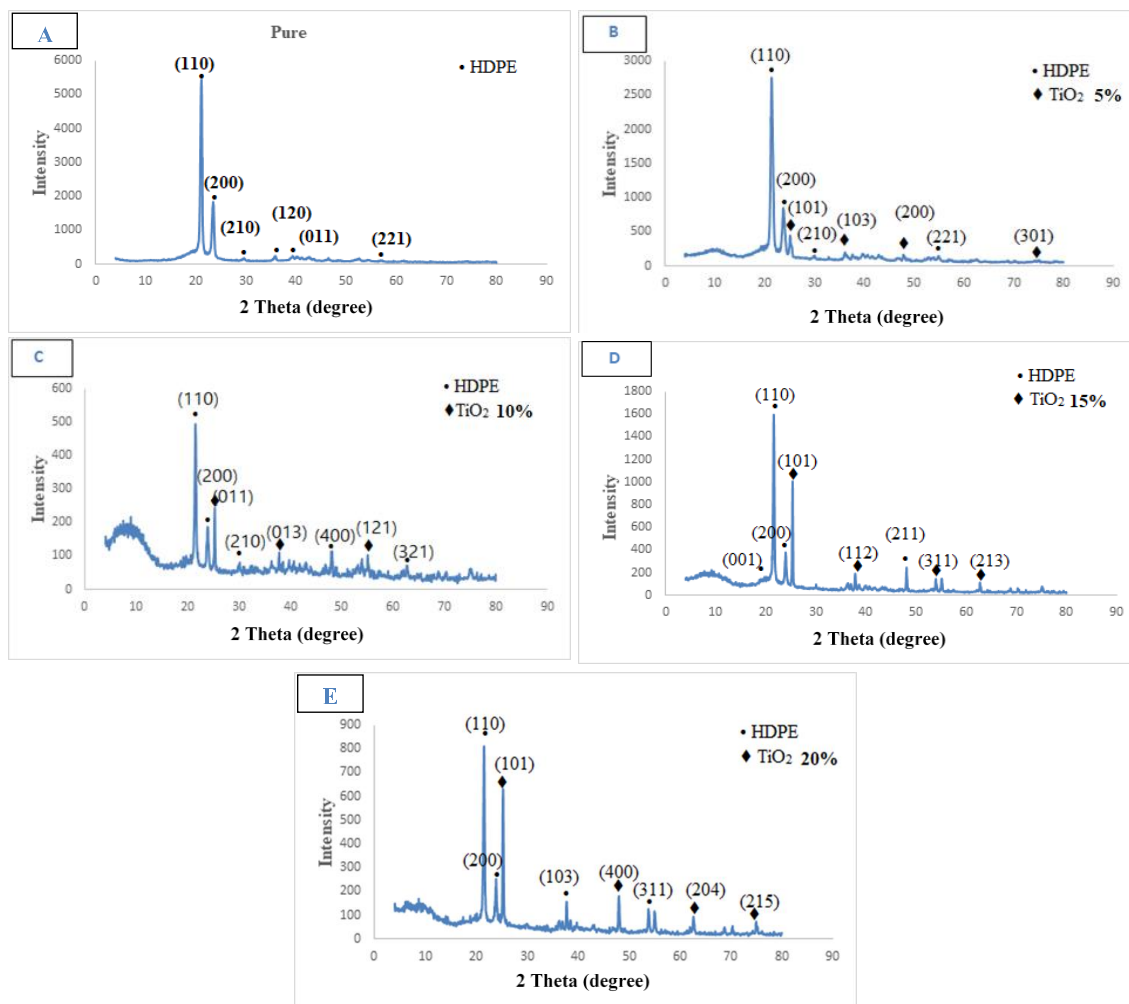 A
Pure
(110)
• HDPE
(200)
(210)
(120)
(011)
(221)
Intensity
6000
5000
4000
3000
2000
1000
0
0 10 20 30 40 50 60 70 80 90
2 Theta (degree)
B
(110)
• HDPE
♦ TiO₂ 5%
(200)
(101)
(210)
(103)
(200)
(221)
(301)
Intensity
3000
2500
2000
1500
1000
500
0
0 10 20 30 40 50 60 70 80 90
2 Theta (degree)
C
(110)
• HDPE
♦TiO₂ 10%
(200)
(011)
(210)
(013)
(400)
(121)
(321)
Intensity
600
500
400
300
200
100
0
0 10 20 30 40 50 60 70 80 90
2 Theta (degree)
D
(110)
• HDPE
♦ TiO₂ 15%
(101)
(001)
(200)
(112)
(211)
(311)
(213)
Intensity
1800
1600
1400
1200
1000
800
600
400
200
0
0 10 20 30 40 50 60 70 80 90
2 Theta (degree)
E
(110)
• HDPE
♦ TiO₂ 20%
(101)
(200)
(103)
(400)
(311)
(204)
(215)
Intensity
900
800
700
600
500
400
300
200
100
0
0 10 20 30 40 50 60 70 80 90
2 Theta (degree)